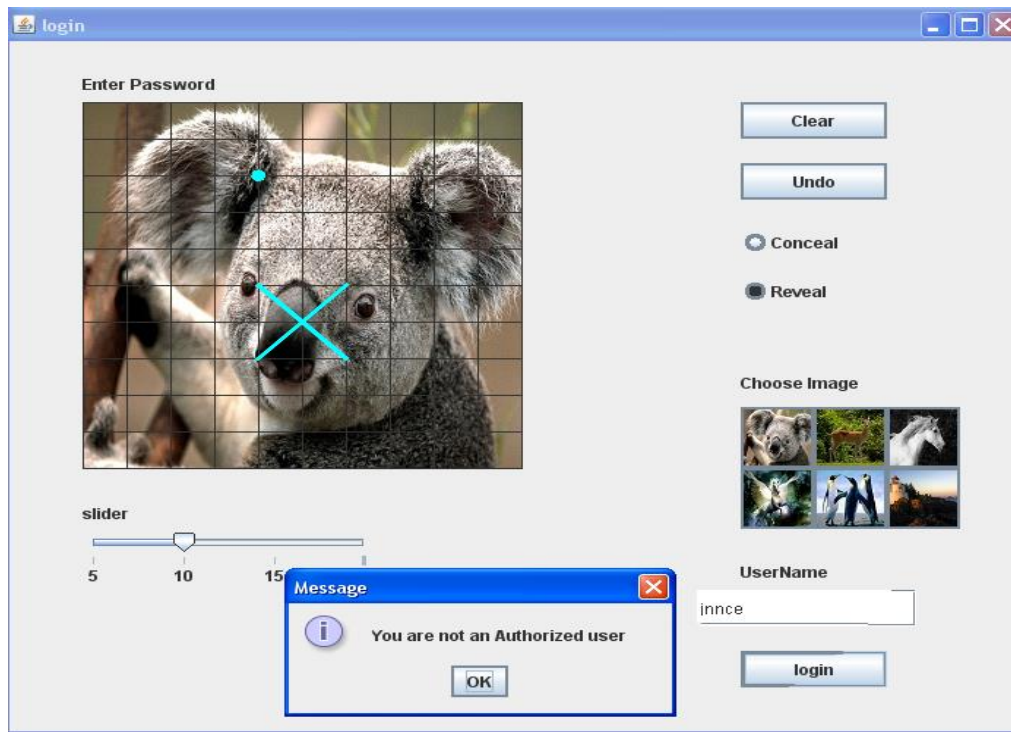 login
Enter Password
Clear
Undo
Conceal
Reveal
Choose Image
slider
5 10 15
UserName
jnnce
login
Message
You are not an Authorized user
OK